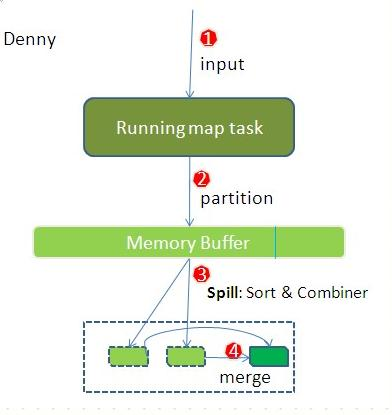 Denny
1
input
Running map task
2
partition
Memory Buffer
3
Spill: Sort & Combiner
4
merge